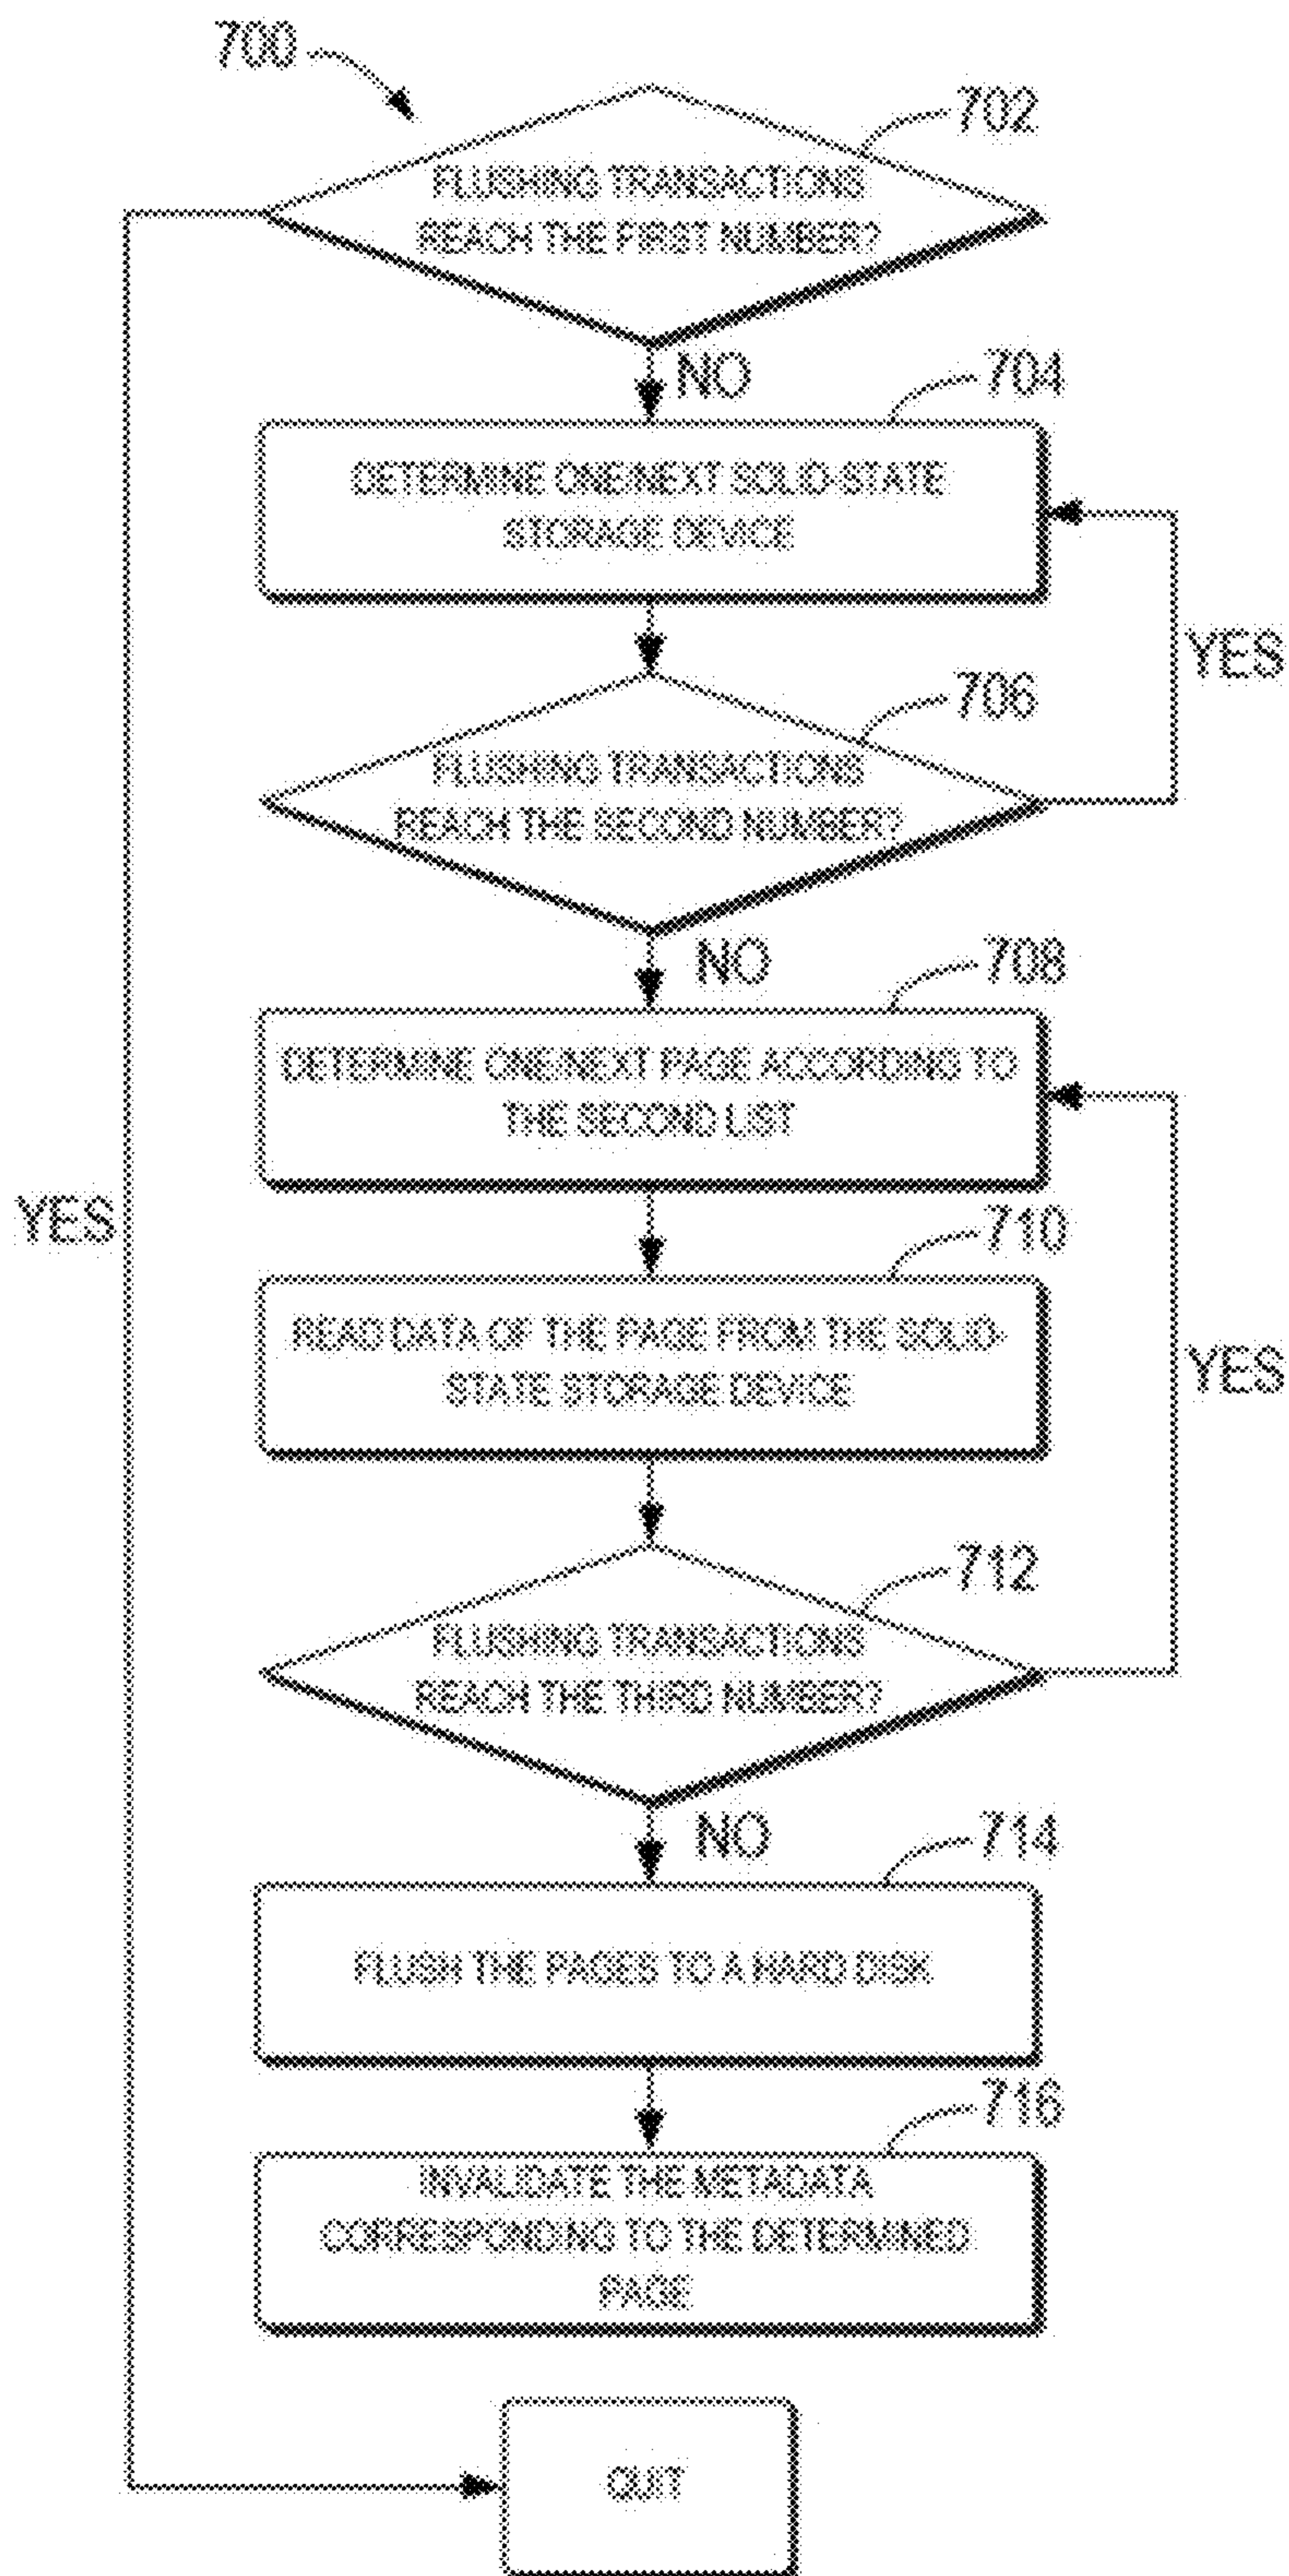 700
702
FLUSHING TRANSACTIONS
REACH THE FIRST NUMBER?
NO
704
DETERMINE ONE/NEXT SOLID-STATE
STORAGE DEVICE
YES
706
FLUSHING TRANSACTIONS
REACH THE SECOND NUMBER?
NO
708
DETERMINE ONE/NEXT PAGE ACCORDING TO
THE SECOND LIST
YES
710
READ DATA OF THE PAGE FROM THE SOLID-
STATE STORAGE DEVICE
YES
712
FLUSHING TRANSACTIONS
REACH THE THIRD NUMBER?
NO
714
FLUSH THE PAGES TO A HARD DISK
716
INVALIDATE THE METADATA
CORRESPONDING TO THE DETERMINED
PAGE
QUIT